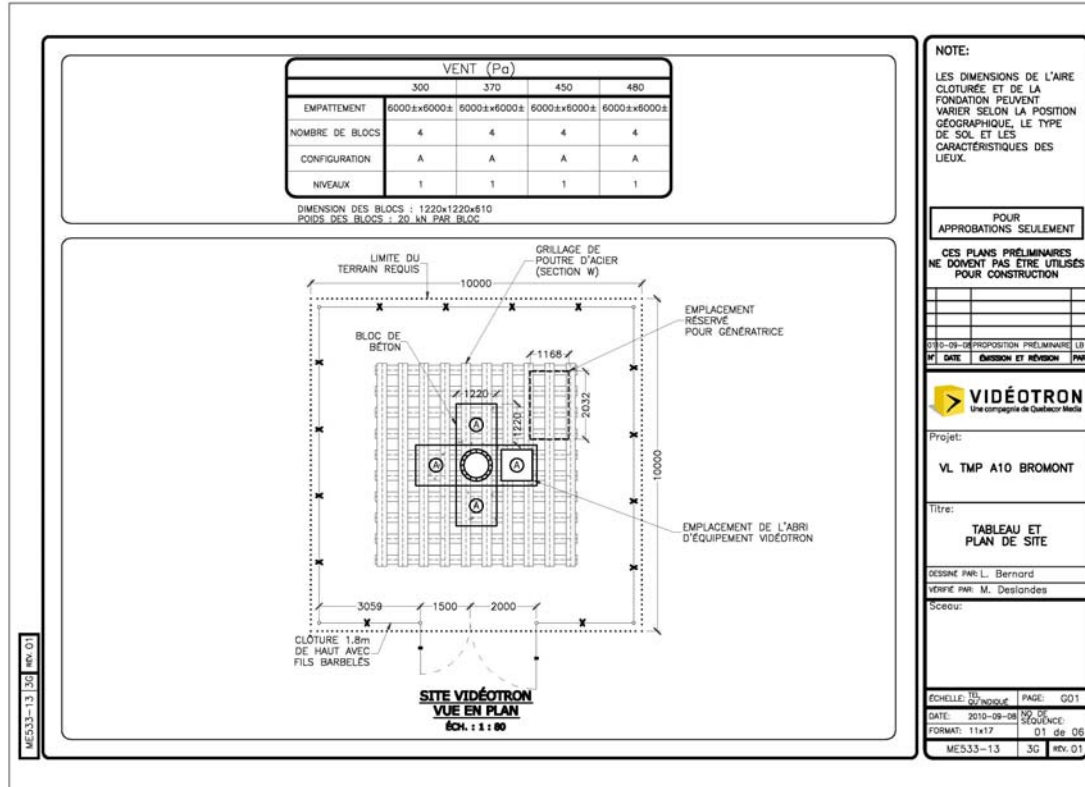 VENT (Pa)
300 370 450 480
EMPATTEMENT 6000±x6000± 6000±x6000± 6000±x6000± 6000±x6000±
NOMBRE DE BLOCS 4 4 4 4
CONFIGURATION A A A A
NIVEAUX 1 1 1 1
DIMENSION DES BLOCS : 1220x1220x610
POIDS DES BLOCS : 20 kN PAR BLOC
LIMITE DU
TERRAIN REQUIS
GRILLAGE DE
POUTRE D'ACIER
(SECTION W)
10000
EMPLACEMENT
RÉSERVÉ
POUR GÉNÉRATRICE
BLOC DE
BÉTON
1168
1220
2032
1220
A
A
A
A
10000
EMPLACEMENT DE L'ABRI
D'ÉQUIPEMENT VIDÉOTRON
3059
1500
2000
CLÔTURE 1.8m
DE HAUT AVEC
FILS BARBELÉS
SITE VIDÉOTRON
VUE EN PLAN
ÉCH. : 1 : 80
ME533-13 3G REV. 01
NOTE:
LES DIMENSIONS DE L'AIRE
CLOTURÉE ET DE LA
FONDATION PEUVENT
VARIER SELON LA POSITION
GÉOGRAPHIQUE, LE TYPE
DE SOL ET LES
CARACTÉRISTIQUES DES
LIEUX.
POUR
APPROBATIONS SEULEMENT
CES PLANS PRÉLIMINAIRES
NE DOIVENT PAS ÊTRE UTILISÉS
POUR CONSTRUCTION
01 10-09-08 PROPOSITION PRÉLIMINAIRE LB
Nº DATE ÉMISSION ET RÉVISION PAR
VIDÉOTRON
Une compagnie de Quebecor Media
Projet:
VL TMP A10 BROMONT
Titre:
TABLEAU ET
PLAN DE SITE
DESSINÉ PAR: L. Bernard
VÉRIFIÉ PAR: M. Deslandes
Sceau:
ÉCHELLE: TEL QU'INDIQUÉ PAGE: G01
DATE: 2010-09-08 NO DE SÉQUENCE:
FORMAT: 11x17 01 de 06
ME533-13 3G REV. 01